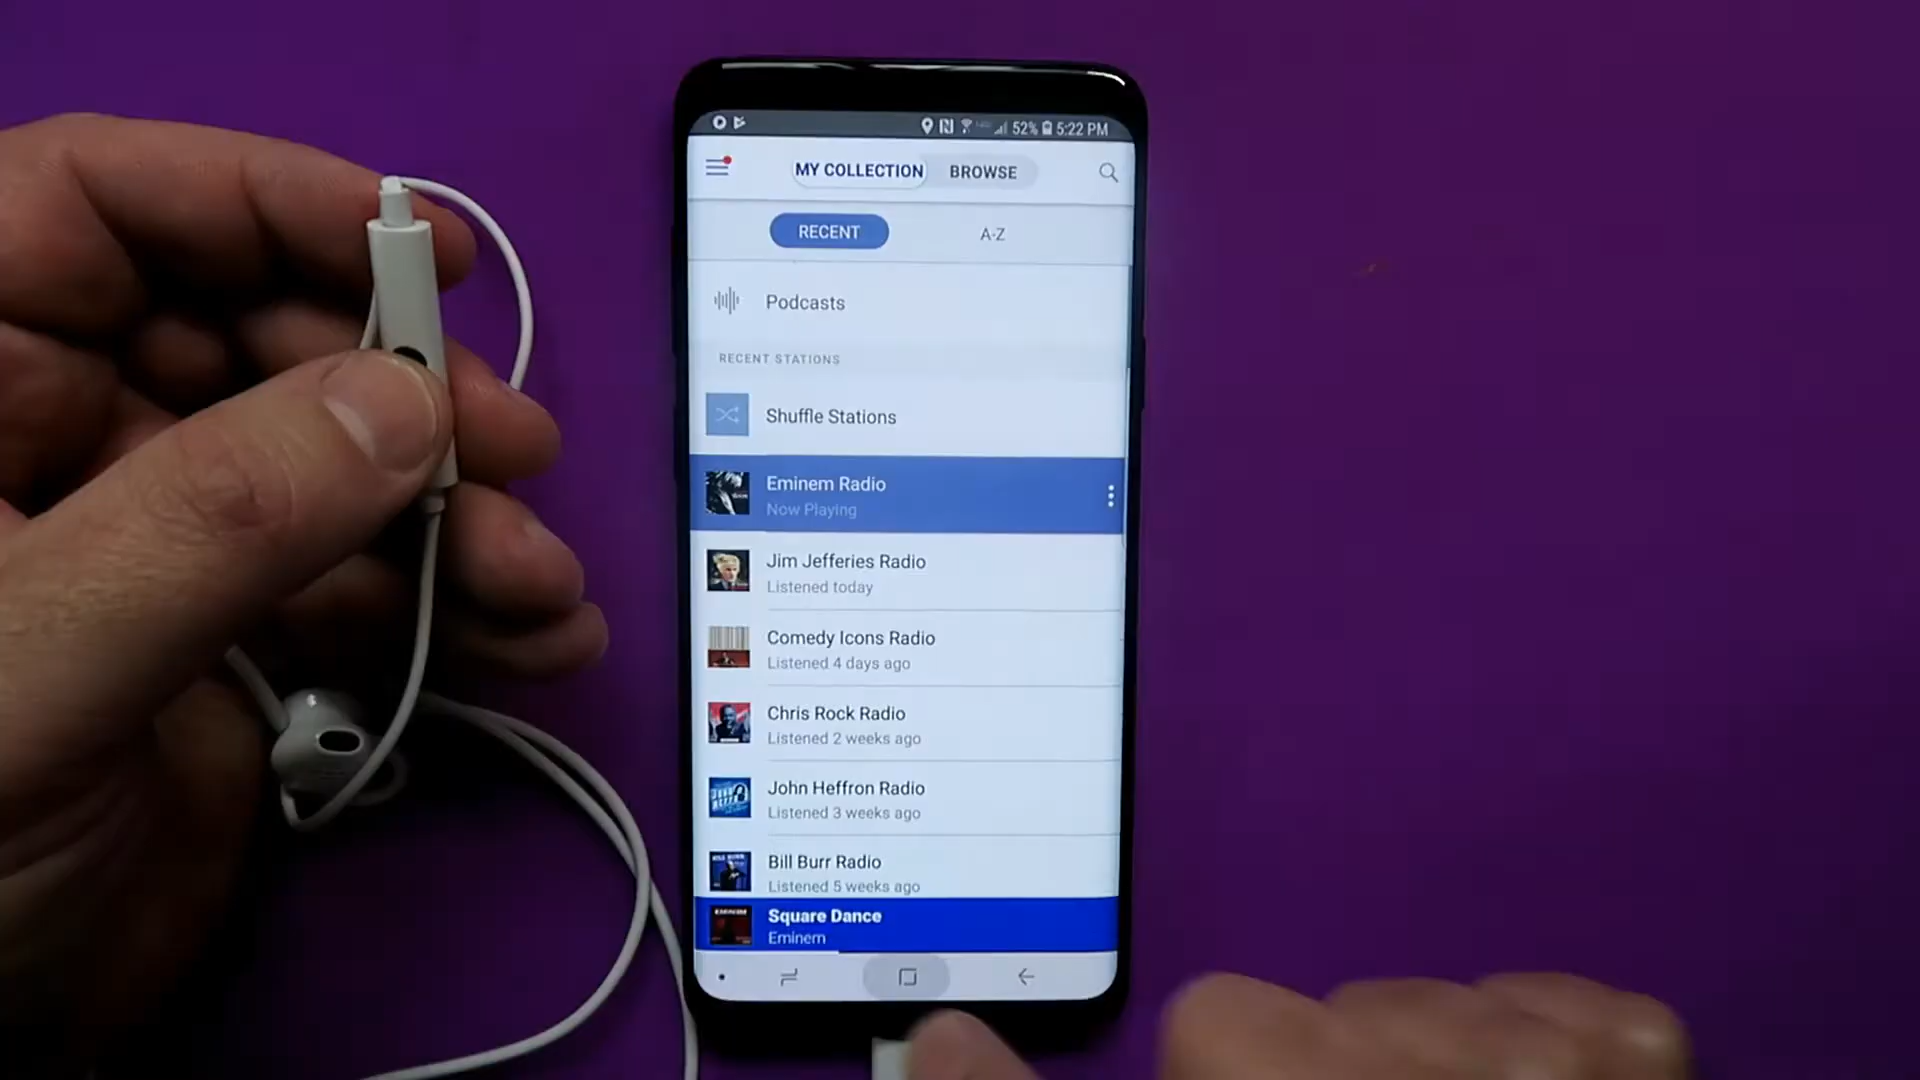 52% 5:22 PM
MY COLLECTION BROWSE
RECENT A-Z
Podcasts
RECENT STATIONS
Shuffle Stations
Eminem Radio
Now Playing
Jim Jefferies Radio
Listened today
Comedy Icons Radio
Listened 4 days ago
Chris Rock Radio
Listened 2 weeks ago
John Heffron Radio
Listened 3 weeks ago
Bill Burr Radio
Listened 5 weeks ago
Square Dance
Eminem